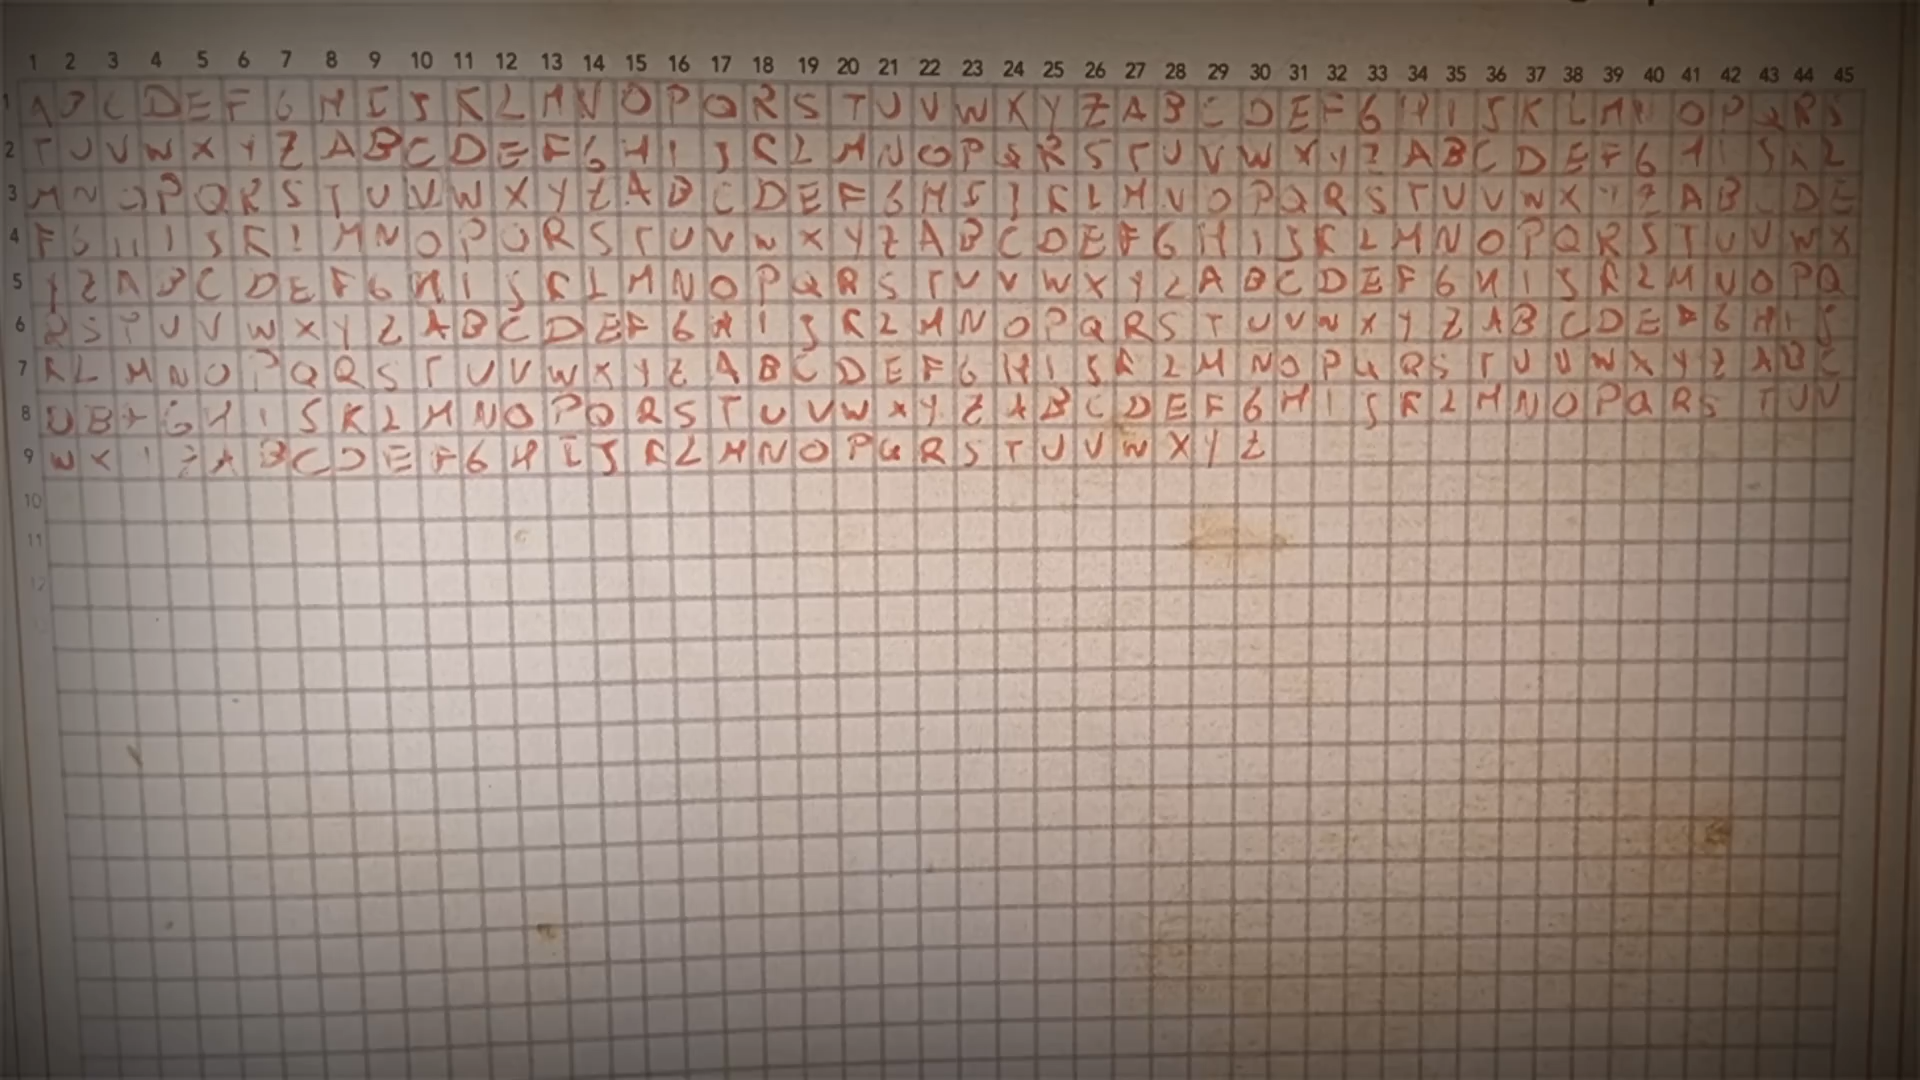 1 2 3 4 5 6 7 8 9 10 11 12 13 14 15 16 17 18 19 20 21 22 23 24 25 26 27 28 29 30 31 32 33 34 35 36 37 38 39 40 41 42 43 44 45
1 A B C D E F G H I J K L M N O P Q R S T U V W X Y Z A B C D E F G H I J K L M N O P Q R S
2 T U V W X Y Z A B C D E F G H I J K L M N O P Q R S T U V W X Y Z A B C D E F G H I J K L
3 M N O P Q R S T U V W X Y Z A B C D E F G H I J K L M N O P Q R S T U V W X Y Z A B C D E
4 F G H I J K L M N O P Q R S T U V W X Y Z A B C D E F G H I J K L M N O P Q R S T U V W X
5 Y Z A B C D E F G H I J K L M N O P Q R S T U V W X Y Z A B C D E F G H I J K L M N O P Q
6 R S T U V W X Y Z A B C D E F G H I J K L M N O P Q R S T U V W X Y Z A B C D E F G H I J
7 K L M N O P Q R S T U V W X Y Z A B C D E F G H I J K L M N O P Q R S T U V W X Y Z A B C
8 D E F G H I J K L M N O P Q R S T U V W X Y Z A B C D E F G H I J K L M N O P Q R S T U V
9 W X Y Z A B C D E F G H I J K L M N O P Q R S T U V W X Y Z
10
11
12